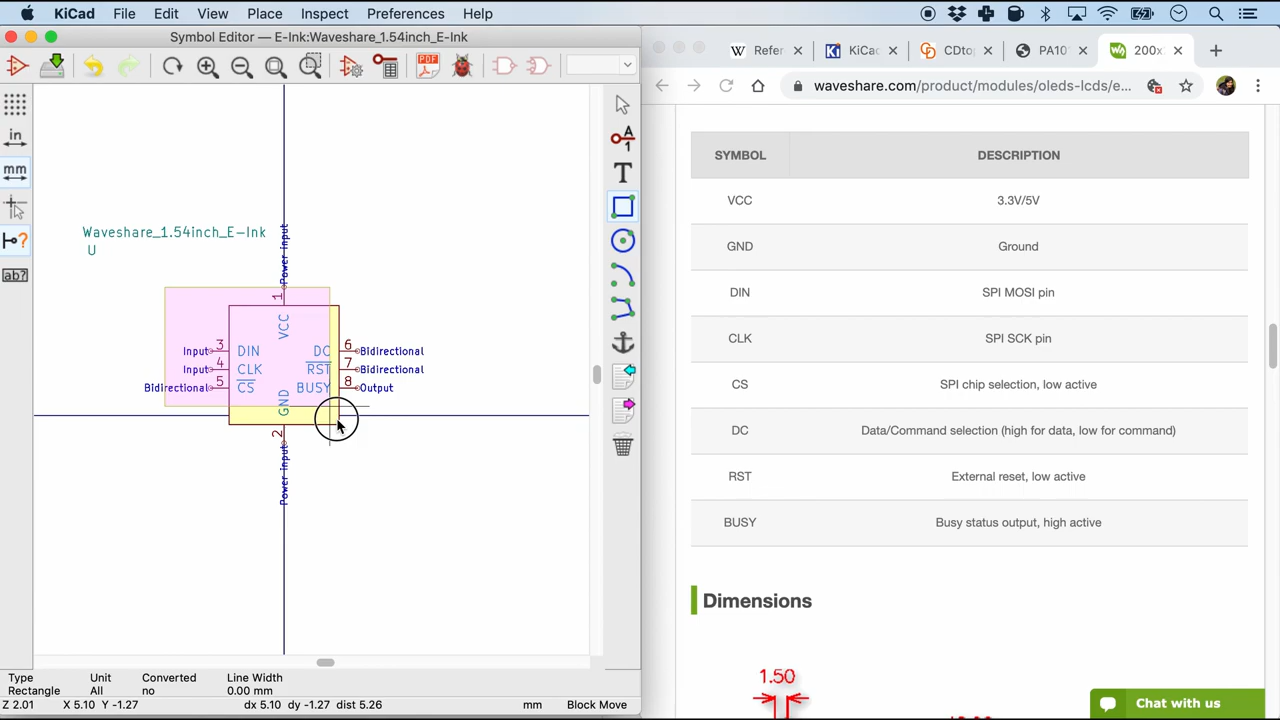 KiCad File Edit View Place Inspect Preferences Help
Symbol Editor — E-Ink:Waveshare_1.54inch_E-Ink
in
mm
ab?
PDF
A
1
T
Waveshare_1.54inch_E-Ink
U
Power input
1
VCC
Input 3 DIN DC 6 Bidirectional
Input 4 CLK RST 7 Bidirectional
Bidirectional 5 CS BUSY 8 Output
GND
2
Power input
Type Unit Converted Line Width
Rectangle All no 0.00 mm
Z 2.01 X 5.10 Y -1.27 dx 5.10 dy -1.27 dist 5.26 mm Block Move
W Refer Ki KiCac CDtop PA10 200x
waveshare.com/product/modules/oleds-lcds/e...
SYMBOL DESCRIPTION
VCC 3.3V/5V
GND Ground
DIN SPI MOSI pin
CLK SPI SCK pin
CS SPI chip selection, low active
DC Data/Command selection (high for data, low for command)
RST External reset, low active
BUSY Busy status output, high active
Dimensions
1.50
Chat with us